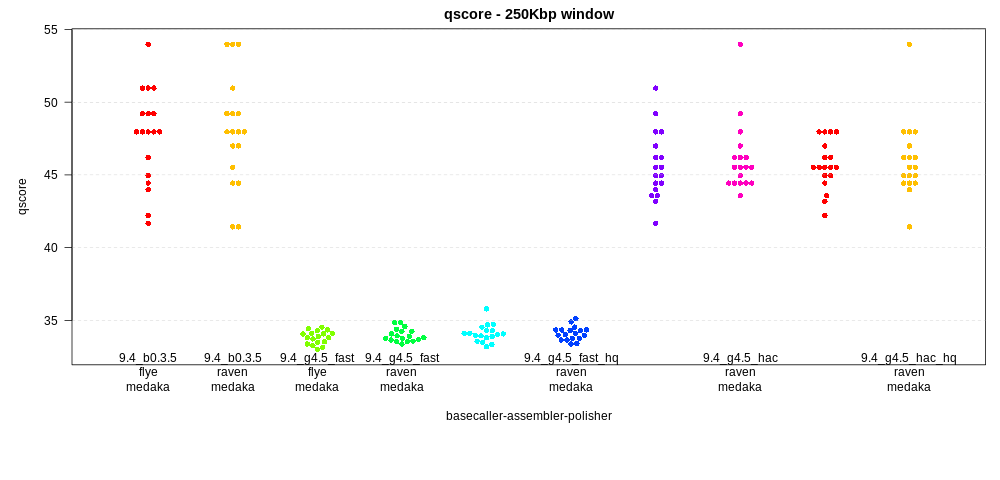 qscore - 250Kbp window
55
50
45
40
35
qscore
9.4_b0.3.5 9.4_b0.3.5 9.4_g4.5_fast 9.4_g4.5_fast 9.4_g4.5_fast_hq 9.4_g4.5_hac 9.4_g4.5_hac_hq
flye raven flye raven raven raven raven
medaka medaka medaka medaka medaka medaka medaka
basecaller-assembler-polisher